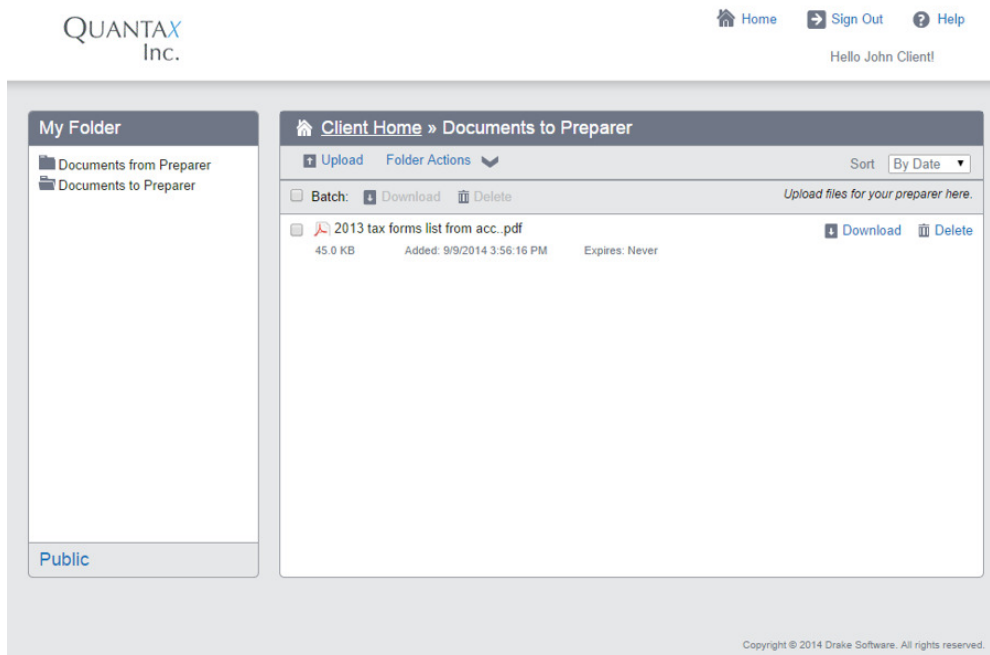 QUANTAX
Inc.
Home Sign Out Help
Hello John Client!
My Folder
Documents from Preparer
Documents to Preparer
Public
Client Home » Documents to Preparer
Upload Folder Actions
Sort By Date
Batch: Download Delete
Upload files for your preparer here.
2013 tax forms list from acc..pdf
Download Delete
45.0 KB Added: 9/9/2014 3:56:16 PM Expires: Never
Copyright © 2014 Drake Software. All rights reserved.